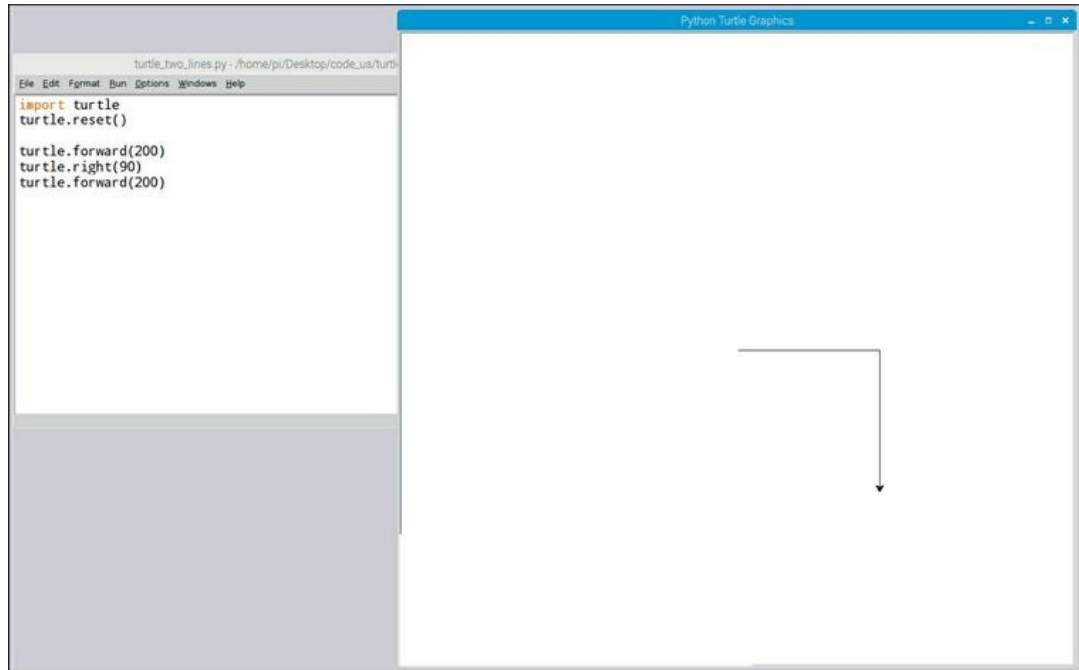 Python Turtle Graphics
turtle_two_lines.py - /home/pi/Desktop/code_us/turtl
File Edit Format Run Options Windows Help
import turtle
turtle.reset()
turtle.forward(200)
turtle.right(90)
turtle.forward(200)